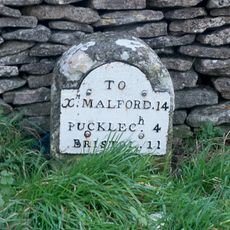 TO
Xⁿ MALFORD.14
PUCKLECʰ 4
BRISTOL.11